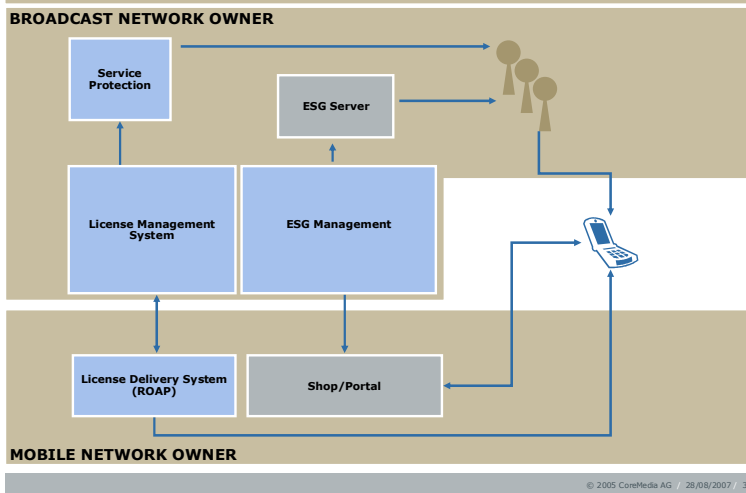 BROADCAST NETWORK OWNER
Service
Protection
ESG Server
License Management
System
ESG Management
License Delivery System
(ROAP)
Shop/Portal
MOBILE NETWORK OWNER
© 2005 CoreMedia AG / 28/08/2007 / 3